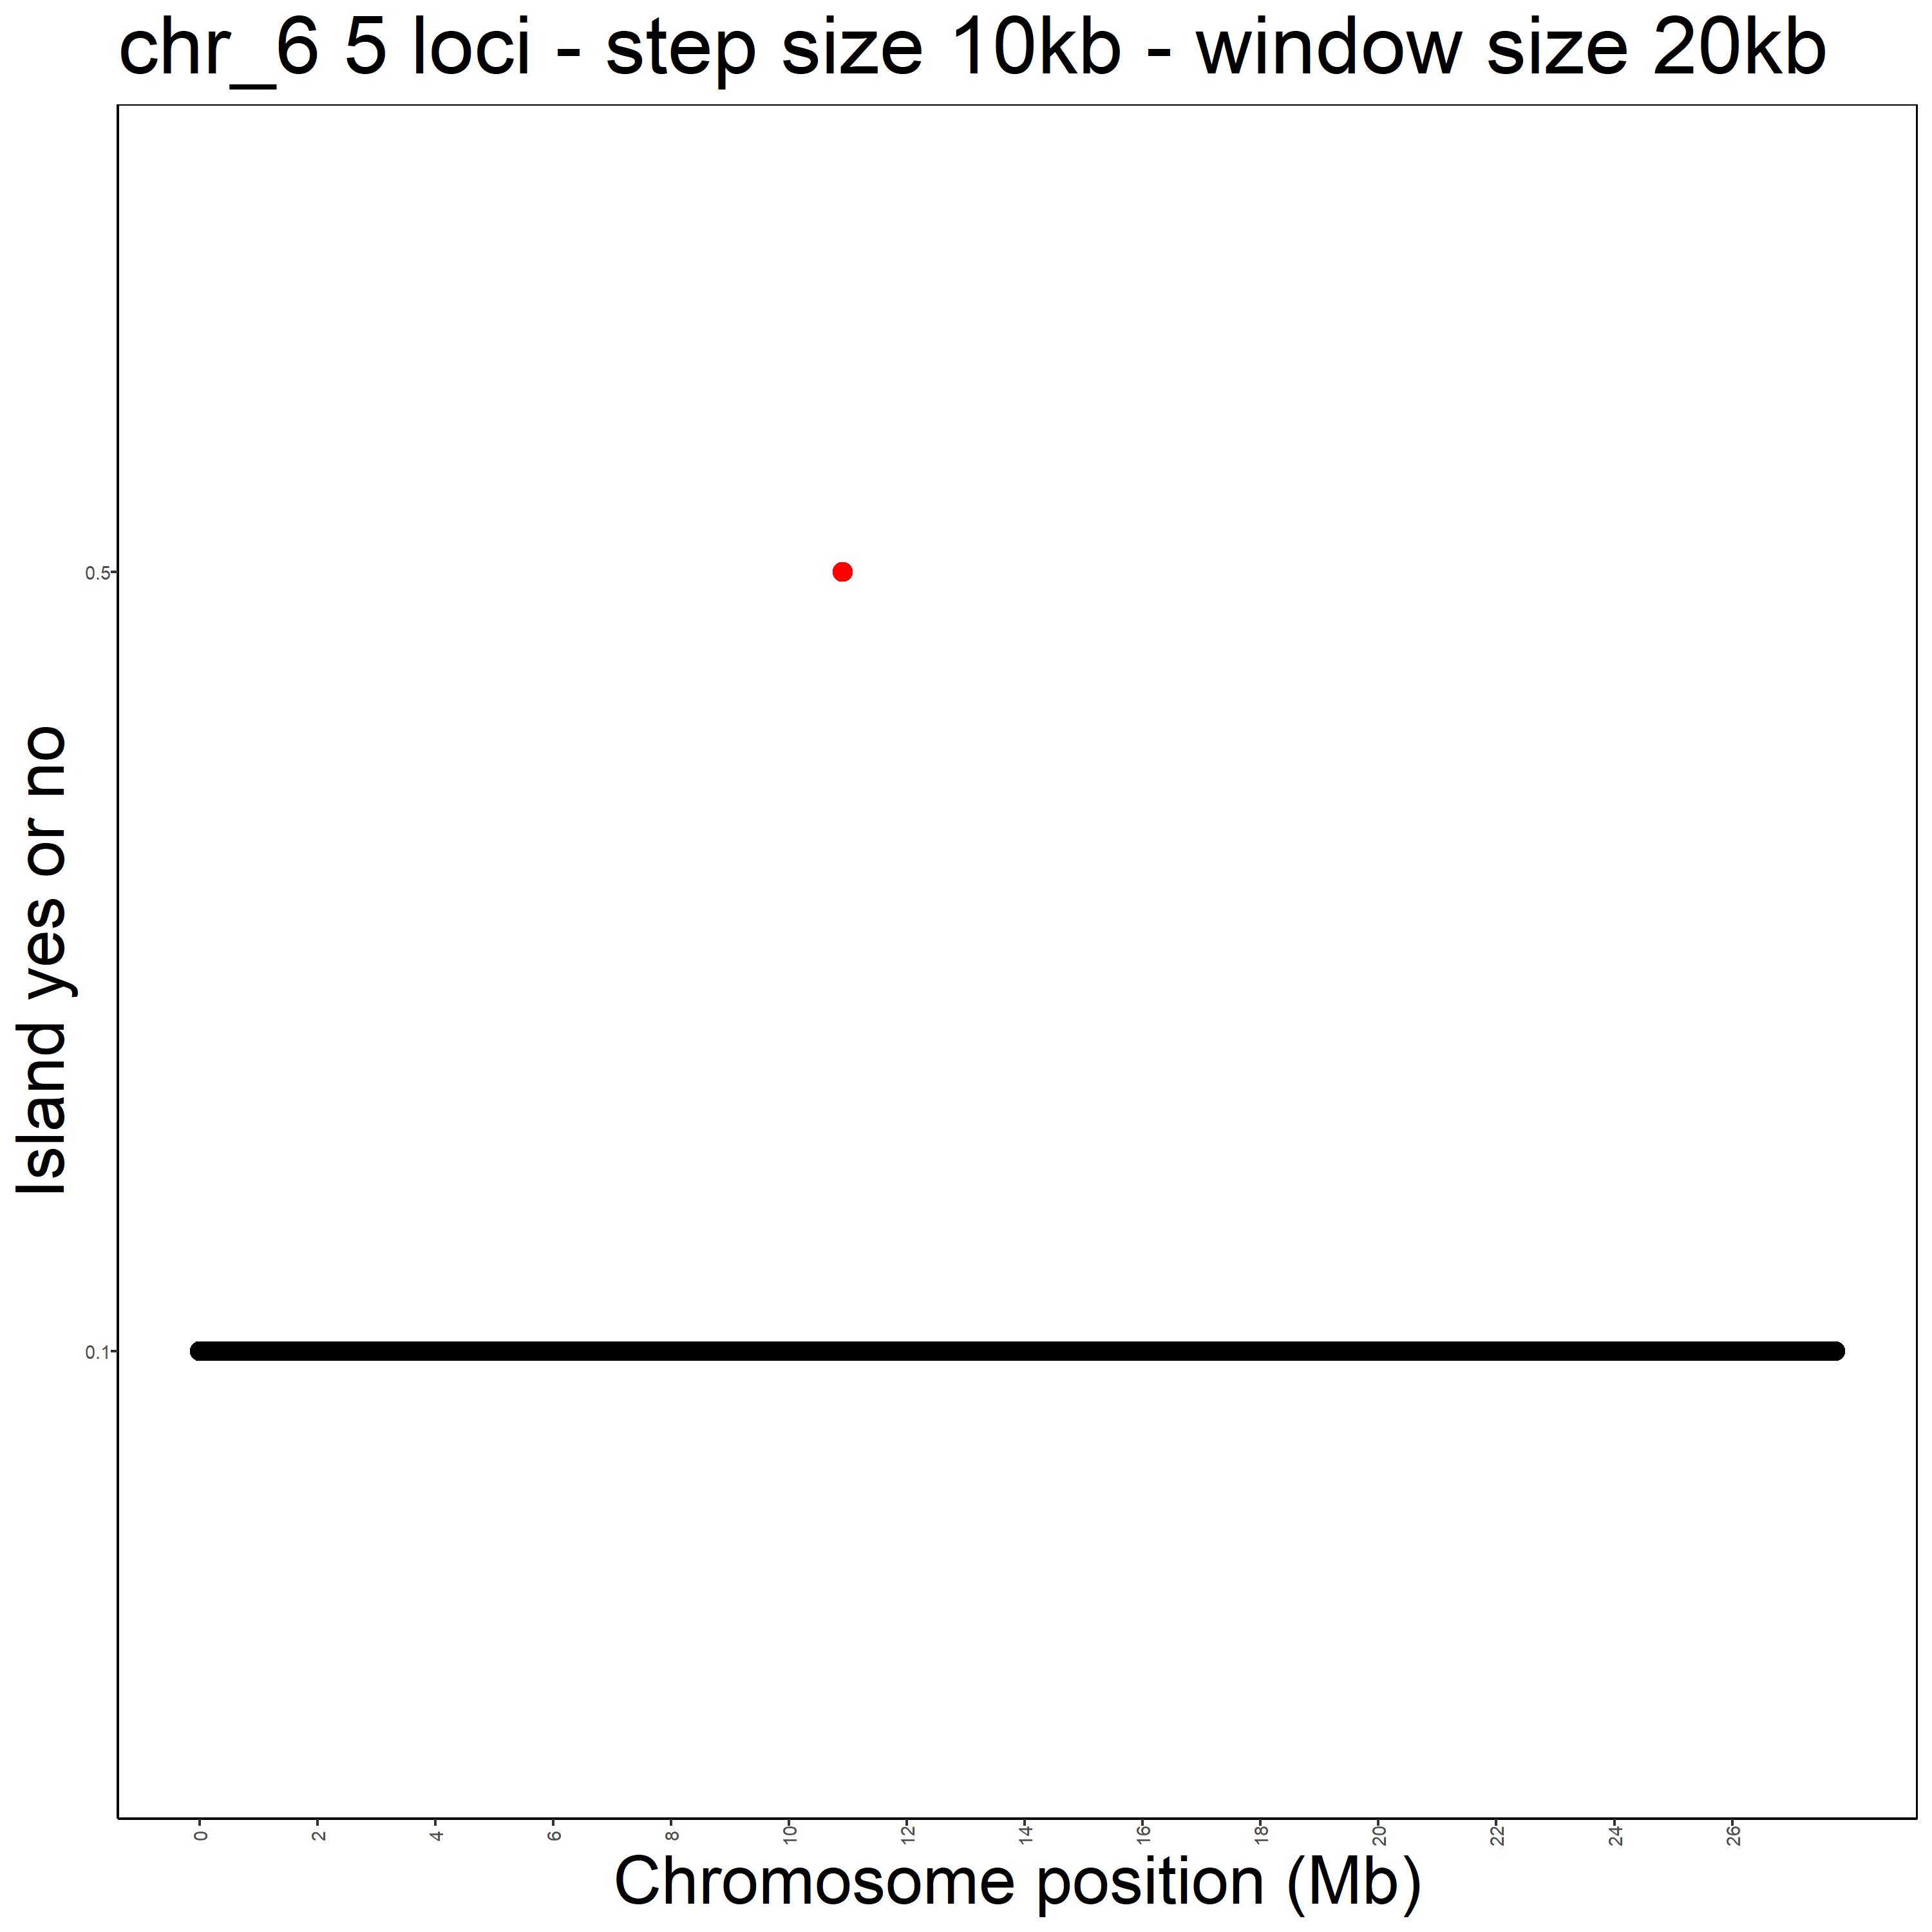 chr_6 5 loci - step size 10kb - window size 20kb
Island yes or no
0.5
0.1
0 2 4 6 8 10 12 14 16 18 20 22 24 26
Chromosome position (Mb)